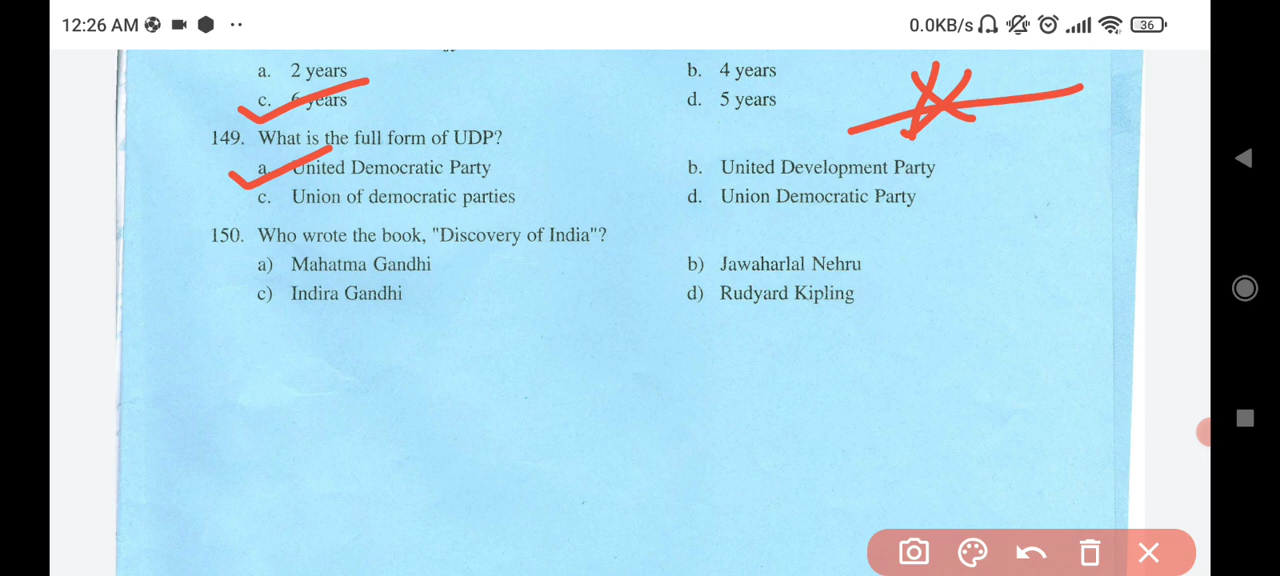 12:26 AM
0.0KB/s
36
a. 2 years b. 4 years
c. 6 years d. 5 years
149. What is the full form of UDP?
a. United Democratic Party b. United Development Party
c. Union of democratic parties d. Union Democratic Party
150. Who wrote the book, "Discovery of India"?
a) Mahatma Gandhi b) Jawaharlal Nehru
c) Indira Gandhi d) Rudyard Kipling